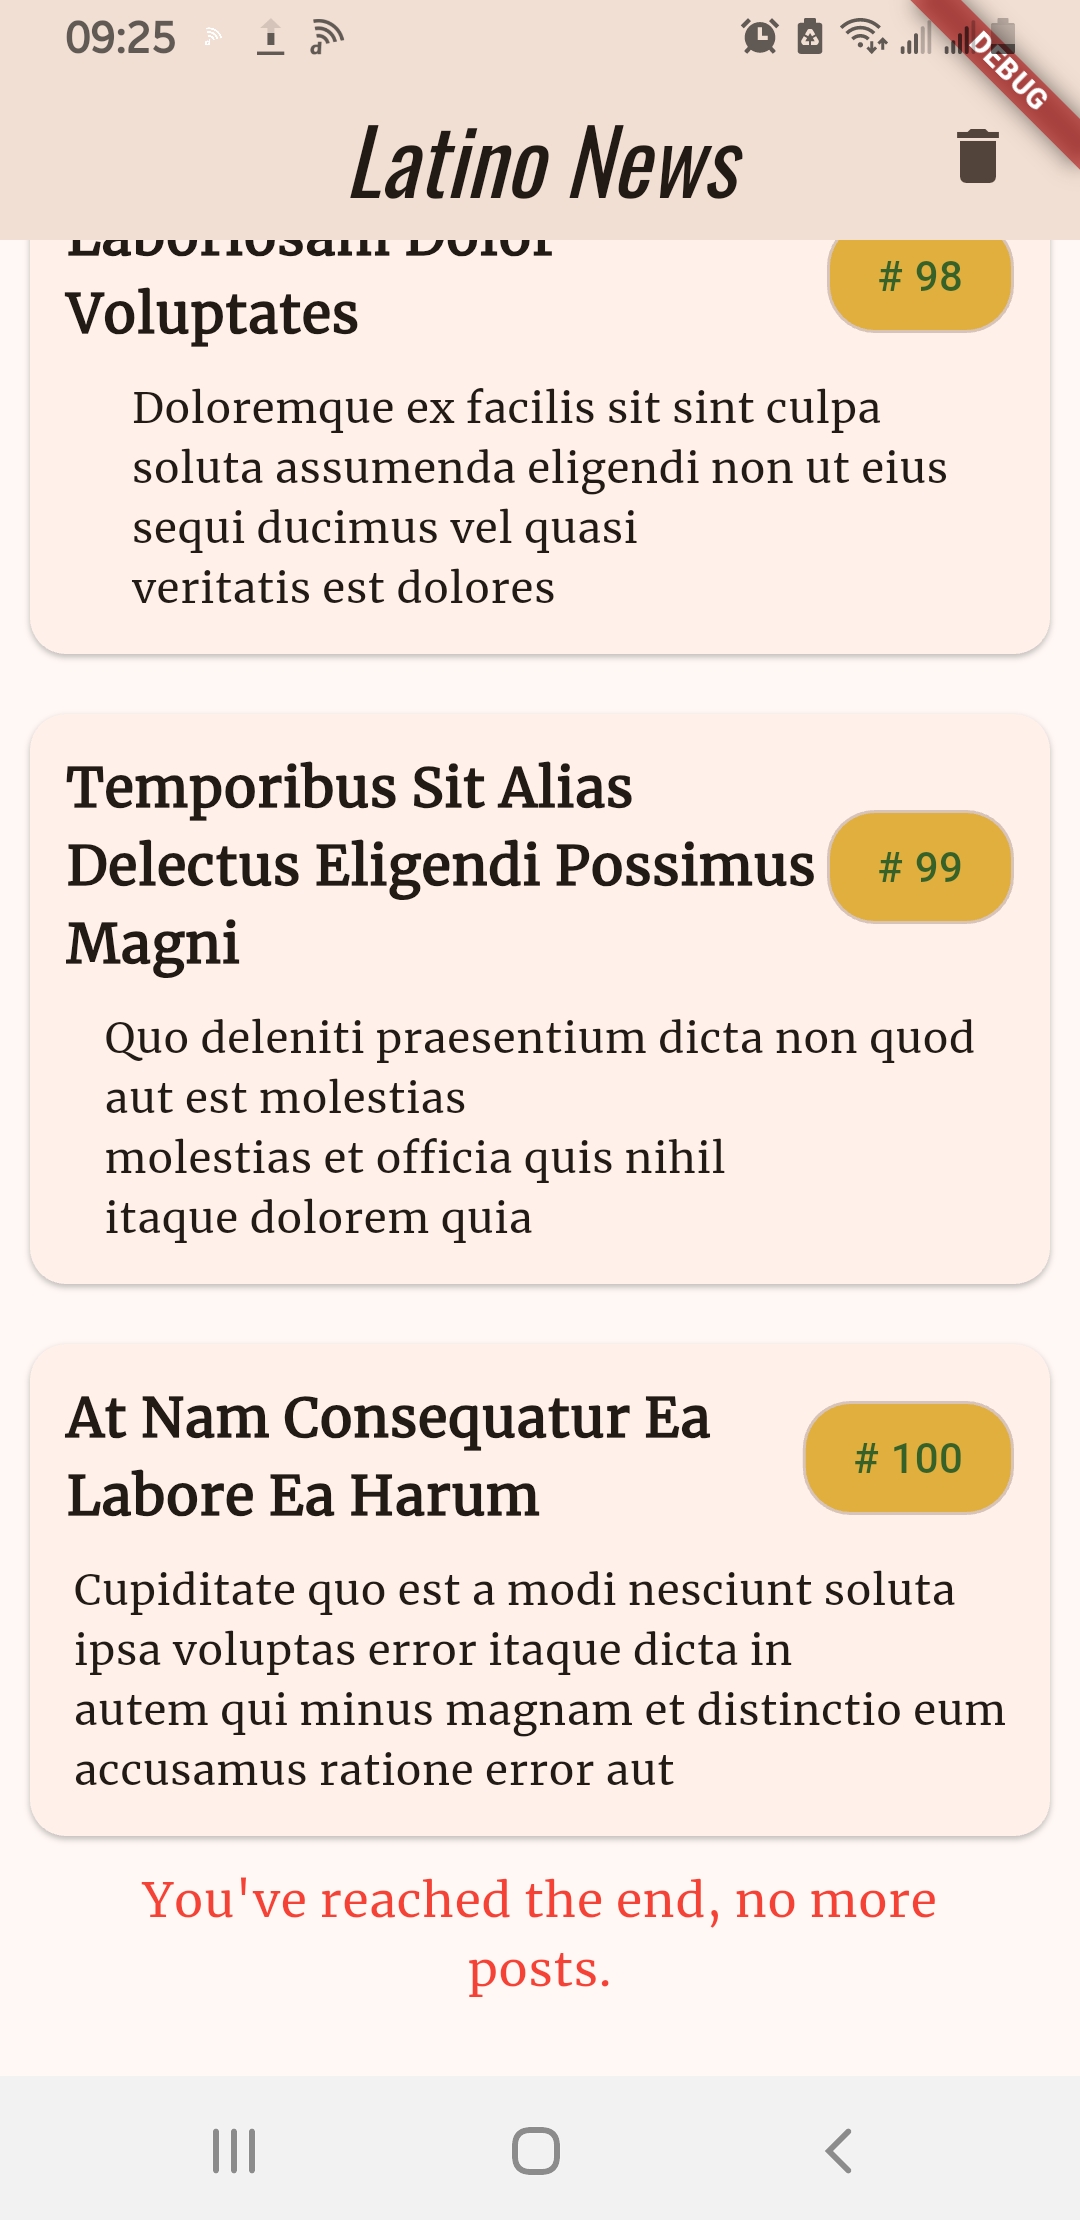 09:25
DEBUG
Latino News
Laboriosam Dolor
Voluptates
# 98
Doloremque ex facilis sit sint culpa
soluta assumenda eligendi non ut eius
sequi ducimus vel quasi
veritatis est dolores
Temporibus Sit Alias
Delectus Eligendi Possimus
Magni
# 99
Quo deleniti praesentium dicta non quod
aut est molestias
molestias et officia quis nihil
itaque dolorem quia
At Nam Consequatur Ea
Labore Ea Harum
# 100
Cupiditate quo est a modi nesciunt soluta
ipsa voluptas error itaque dicta in
autem qui minus magnam et distinctio eum
accusamus ratione error aut
You've reached the end, no more
posts.